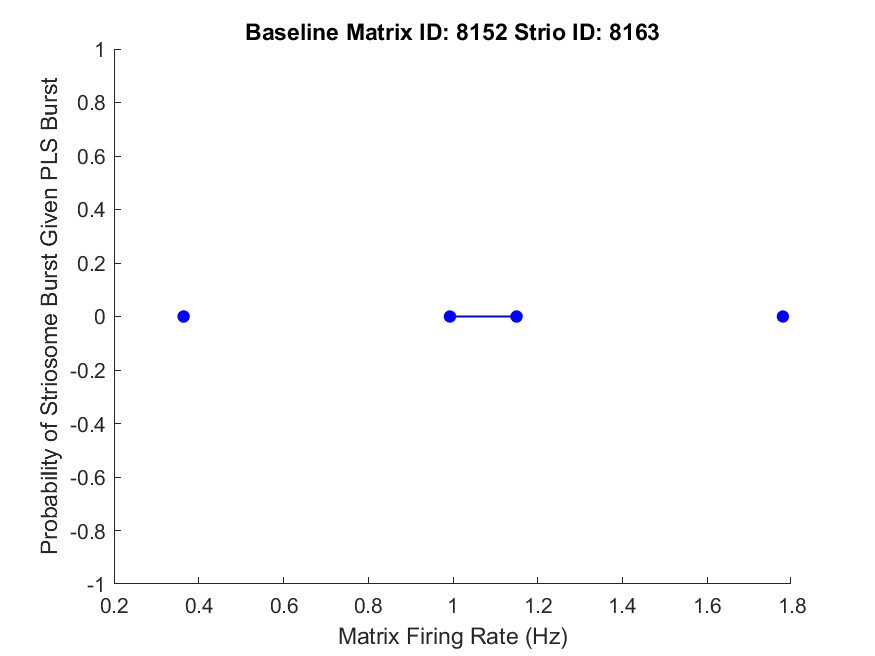 Baseline Matrix ID: 8152 Strio ID: 8163
Probability of Striosome Burst Given PLS Burst
1
0.8
0.6
0.4
0.2
0
-0.2
-0.4
-0.6
-0.8
-1
0.2 0.4 0.6 0.8 1 1.2 1.4 1.6 1.8
Matrix Firing Rate (Hz)